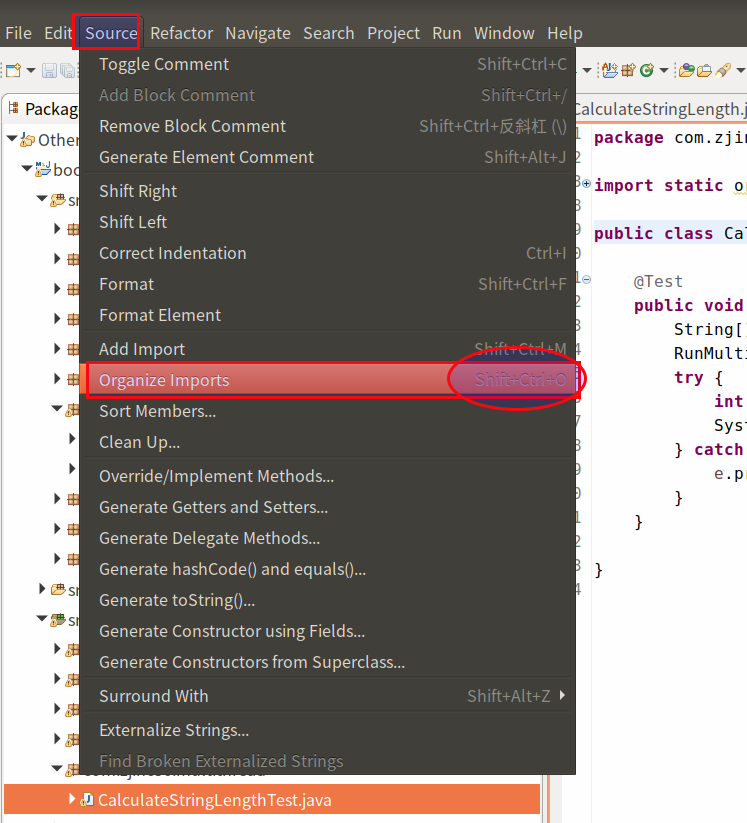 File Edit Source Refactor Navigate Search Project Run Window Help
Toggle Comment Shift+Ctrl+C
Add Block Comment Shift+Ctrl+/
Remove Block Comment Shift+Ctrl+反斜杠 (\)
Generate Element Comment Shift+Alt+J
Shift Right
Shift Left
Correct Indentation Ctrl+I
Format Shift+Ctrl+F
Format Element
Add Import Shift+Ctrl+M
Organize Imports Shift+Ctrl+O
Sort Members...
Clean Up...
Override/Implement Methods...
Generate Getters and Setters...
Generate Delegate Methods...
Generate hashCode() and equals()...
Generate toString()...
Generate Constructor using Fields...
Generate Constructors from Superclass...
Surround With Shift+Alt+Z
Externalize Strings...
Find Broken Externalized Strings
Packag
Other
boo
CalculateStringLengthTest.java
CalculateStringLength.j
package com.zjin
import static o
public class Cal
@Test
public void
String[]
RunMulti
try {
int
Syst
} catch
e.pr
}
}
}